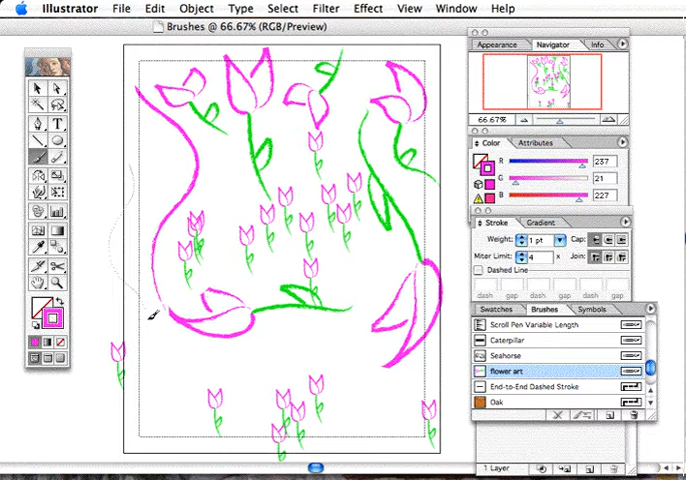 Illustrator File Edit Object Type Select Filter Effect View Window Help
Brushes @ 66.67% (RGB/Preview)
Appearance Navigator Info
66.67%
Color Attributes
R 237
G 21
B 227
Stroke Gradient
Weight: 1 pt Cap:
Miter Limit: 4 x Join:
Dashed Line
dash gap dash gap dash gap
Swatches Brushes Symbols
Scroll Pen Variable Length
Caterpillar
Seahorse
flower art
End-to-End Dashed Stroke
Oak
1 Layer